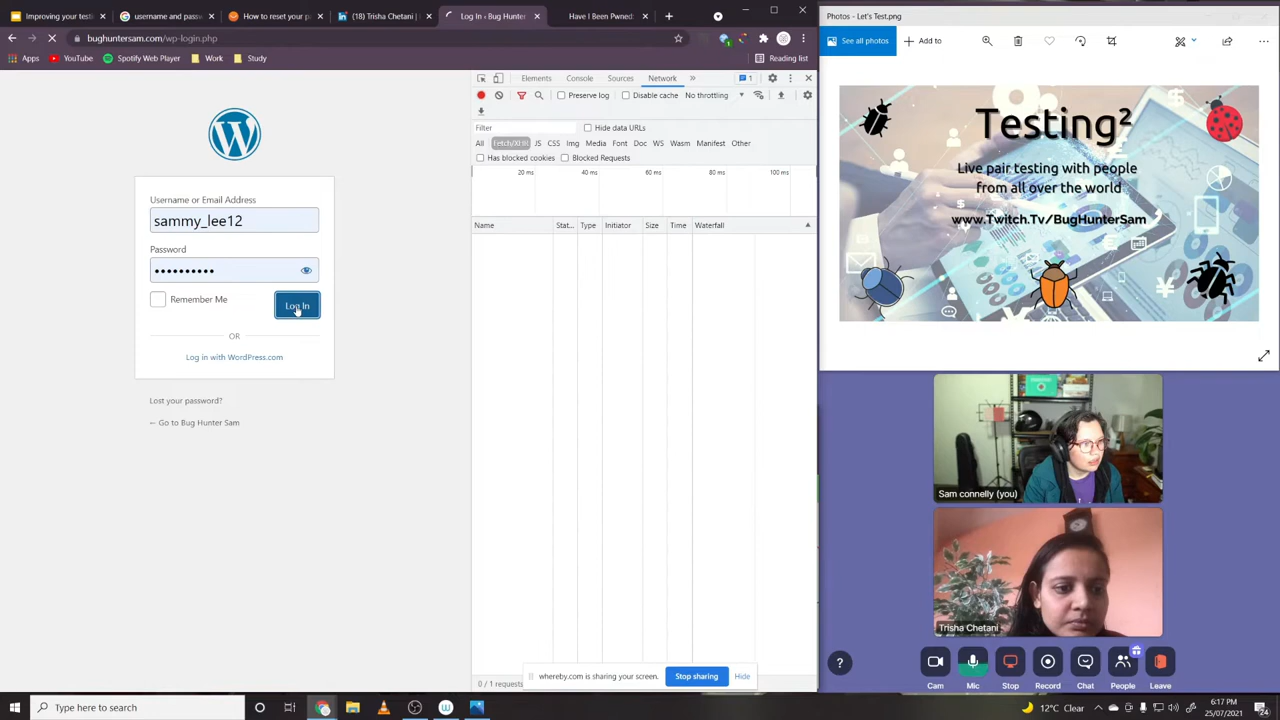 Improving your test
username and passw
How to reset your p
(18) Trisha Chetani |
Log In ‹ Bug Hunter
Have I Been Pwned:
bughuntersam.com/wp-login.php
Apps
YouTube
Spotify Web Player
Work
Study
Reading list
Username or Email Address
sammy_lee12
Password
••••••••••
Remember Me
Log In
OR
Log in with WordPress.com
Lost your password?
← Go to Bug Hunter Sam
Elements
Console
Sources
Network
»
1
Preserve log
Disable cache
No throttling
Filter
Hide data URLs
All
Fetch/XHR
JS
CSS
Img
Media
Font
Doc
WS
Wasm
Manifest
Other
Has blocked cookies
Blocked Requests
20 ms
40 ms
60 ms
80 ms
100 ms
Name
Stat...
Type
Initiator
Size
Time
Waterfall
0 / 1 requests
whereby.com is sharing your screen.
Stop sharing
Hide
Photos - Let's Test.png
See all photos
Add to
Testing²
Live pair testing with people
from all over the world
www.Twitch.Tv/BugHunterSam
Sam connelly (you)
Trisha Chetani
?
Cam
Mic
Stop
Record
Chat
People
Leave
Type here to search
12°C Clear
6:17 PM
25/07/2021
24